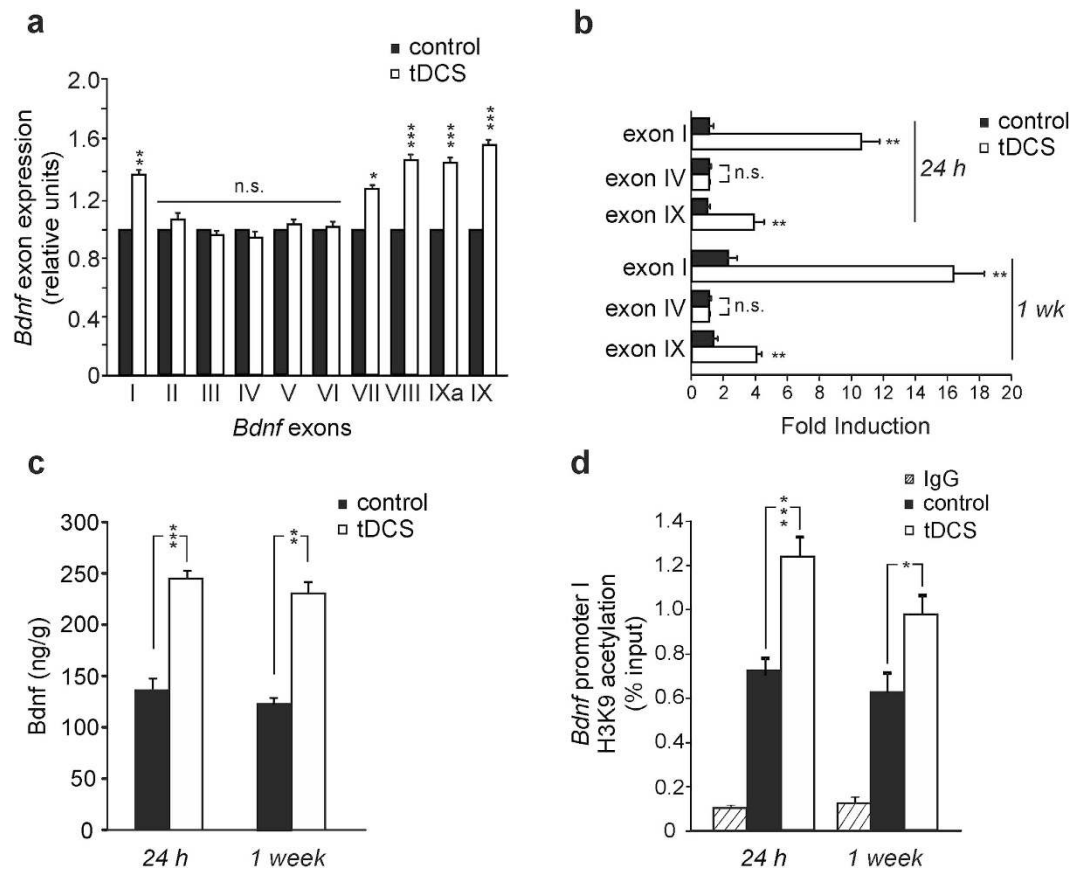 a
control
tDCS
Bdnf exon expression
(relative units)
2.0
1.6
1.2
0.8
0.4
0
**
n.s.
*
***
***
***
I II III IV V VI VII VIII IXa IX
Bdnf exons
b
control
tDCS
exon I
**
exon IV
n.s.
exon IX
**
24 h
exon I
**
exon IV
n.s.
exon IX
**
1 wk
0 2 4 6 8 10 12 14 16 18 20
Fold Induction
c
control
tDCS
Bdnf (ng/g)
300
250
200
150
100
50
0
***
**
24 h 1 week
d
IgG
control
tDCS
Bdnf promoter I
H3K9 acetylation
(% input)
1.4
1.2
1.0
0.8
0.6
0.4
0.2
0
***
*
24 h 1 week